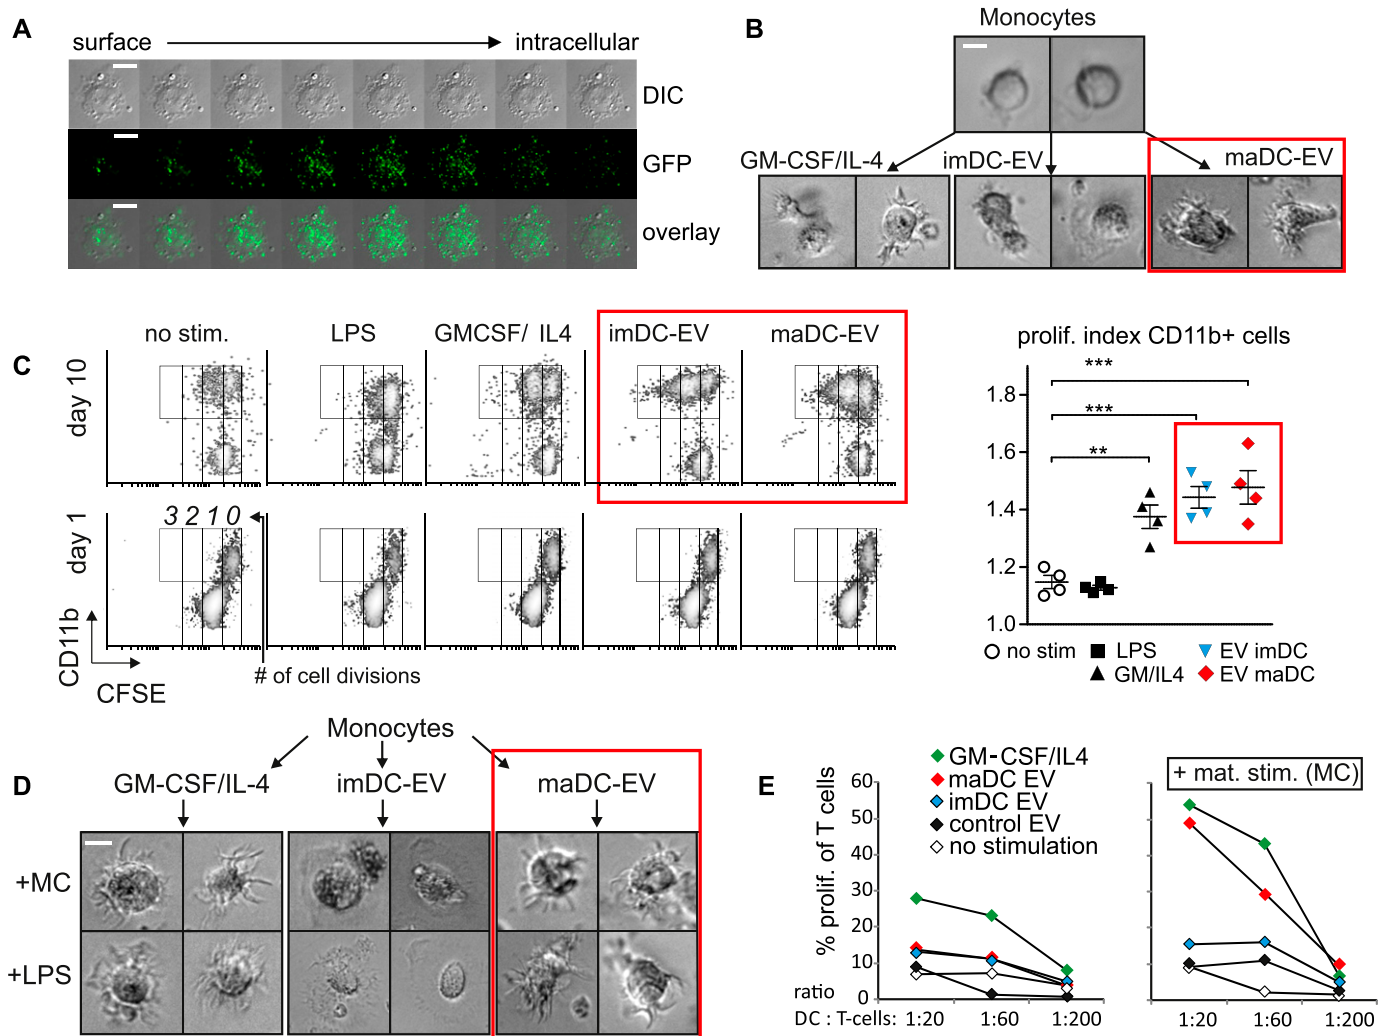 A
surface
intracellular
DIC
GFP
overlay
B
Monocytes
GM-CSF/IL-4
imDC-EV
maDC-EV
C
no stim.
LPS
GMCSF/ IL4
imDC-EV
maDC-EV
day 10
day 1
3 2 1 0
CD11b
CFSE
# of cell divisions
prolif. index CD11b+ cells
***
***
**
1.8
1.6
1.4
1.2
1.0
no stim
LPS
EV imDC
GM/IL4
EV maDC
D
Monocytes
GM-CSF/IL-4
imDC-EV
maDC-EV
+MC
+LPS
E
GM-CSF/IL4
maDC EV
imDC EV
control EV
no stimulation
+ mat. stim. (MC)
% prolif. of T cells
60
50
40
30
20
10
0
ratio
DC : T-cells: 1:20 1:60 1:200
1:20 1:60 1:200